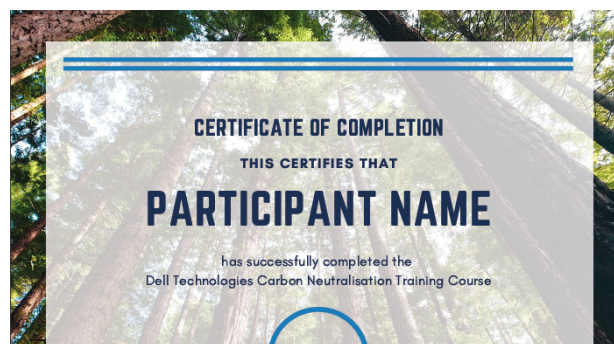 CERTIFICATE OF COMPLETION
THIS CERTIFIES THAT
PARTICIPANT NAME
has successfully completed the
Dell Technologies Carbon Neutralisation Training Course